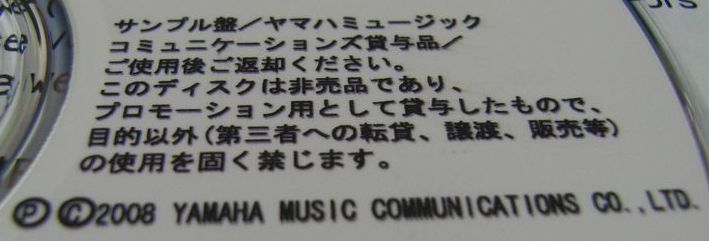 サンプル盤/ヤマハミュージック
コミュニケーションズ貸与品/
ご使用後ご返却ください。
このディスクは非売品であり、
プロモーション用として貸与したもので、
目的以外(第三者への転貸、譲渡、販売等)
の使用を固く禁じます。
Ⓟ Ⓒ2008 YAMAHA MUSIC COMMUNICATIONS CO.,LTD.